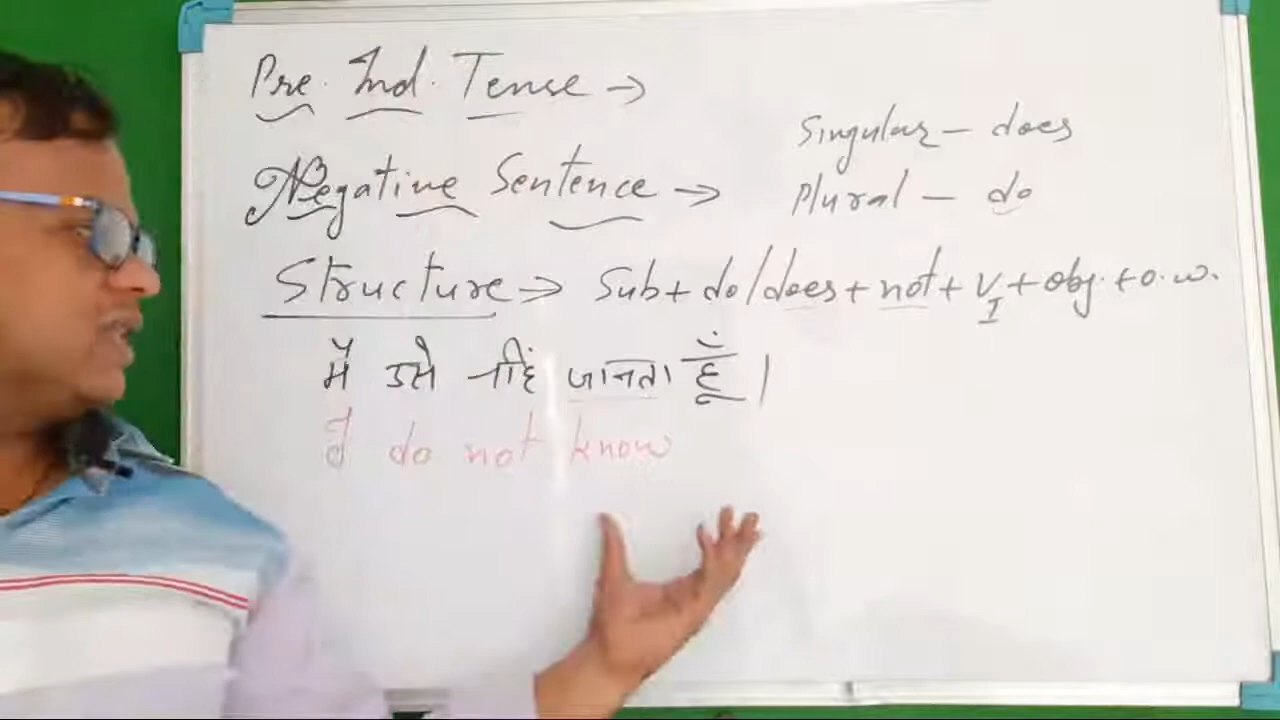 Pre. Ind. Tense →
Negative Sentence →
Singular – does
Plural – do
Structure → Sub + do/does + not + V I + obj. + o.w.
मैं उसे नहिं जानता हूँ।
I do not know